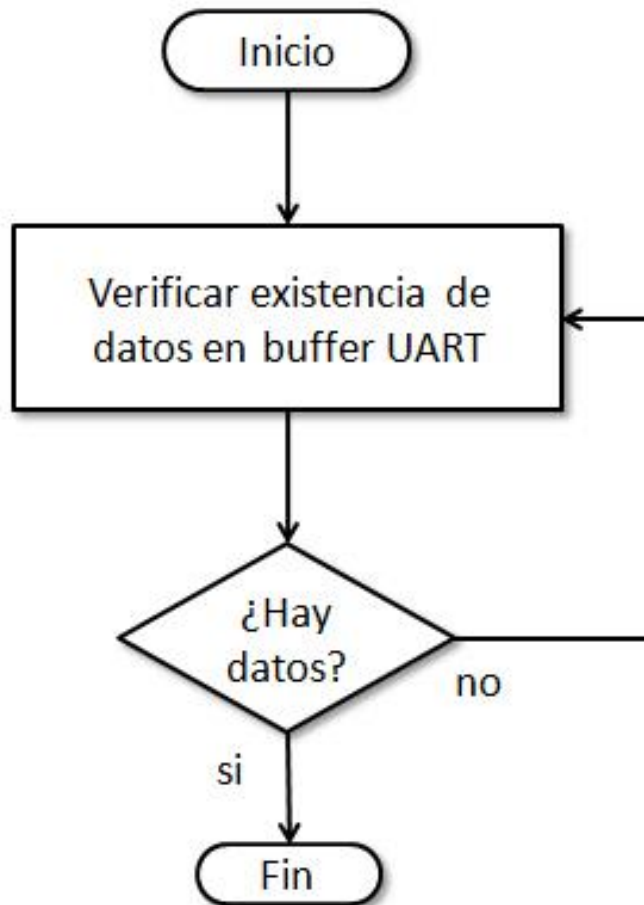 Inicio
Verificar existencia de
datos en buffer UART
¿Hay
datos?
no
si
Fin